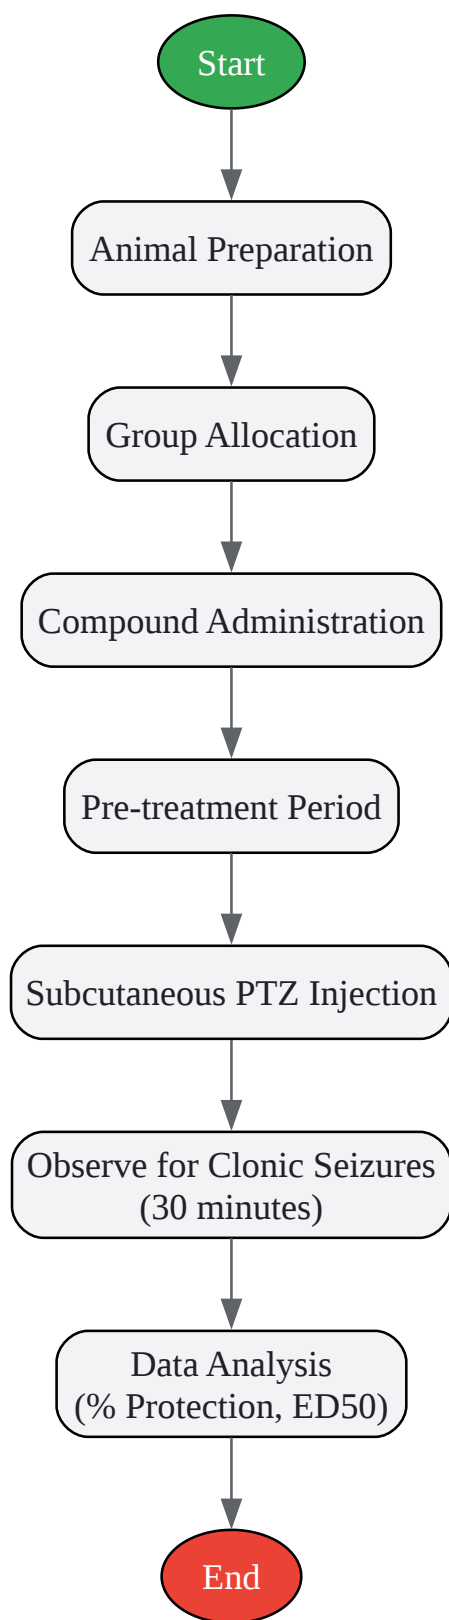 Start
Animal Preparation
Group Allocation
Compound Administration
Pre-treatment Period
Subcutaneous PTZ Injection
Observe for Clonic Seizures
(30 minutes)
Data Analysis
(% Protection, ED50)
End